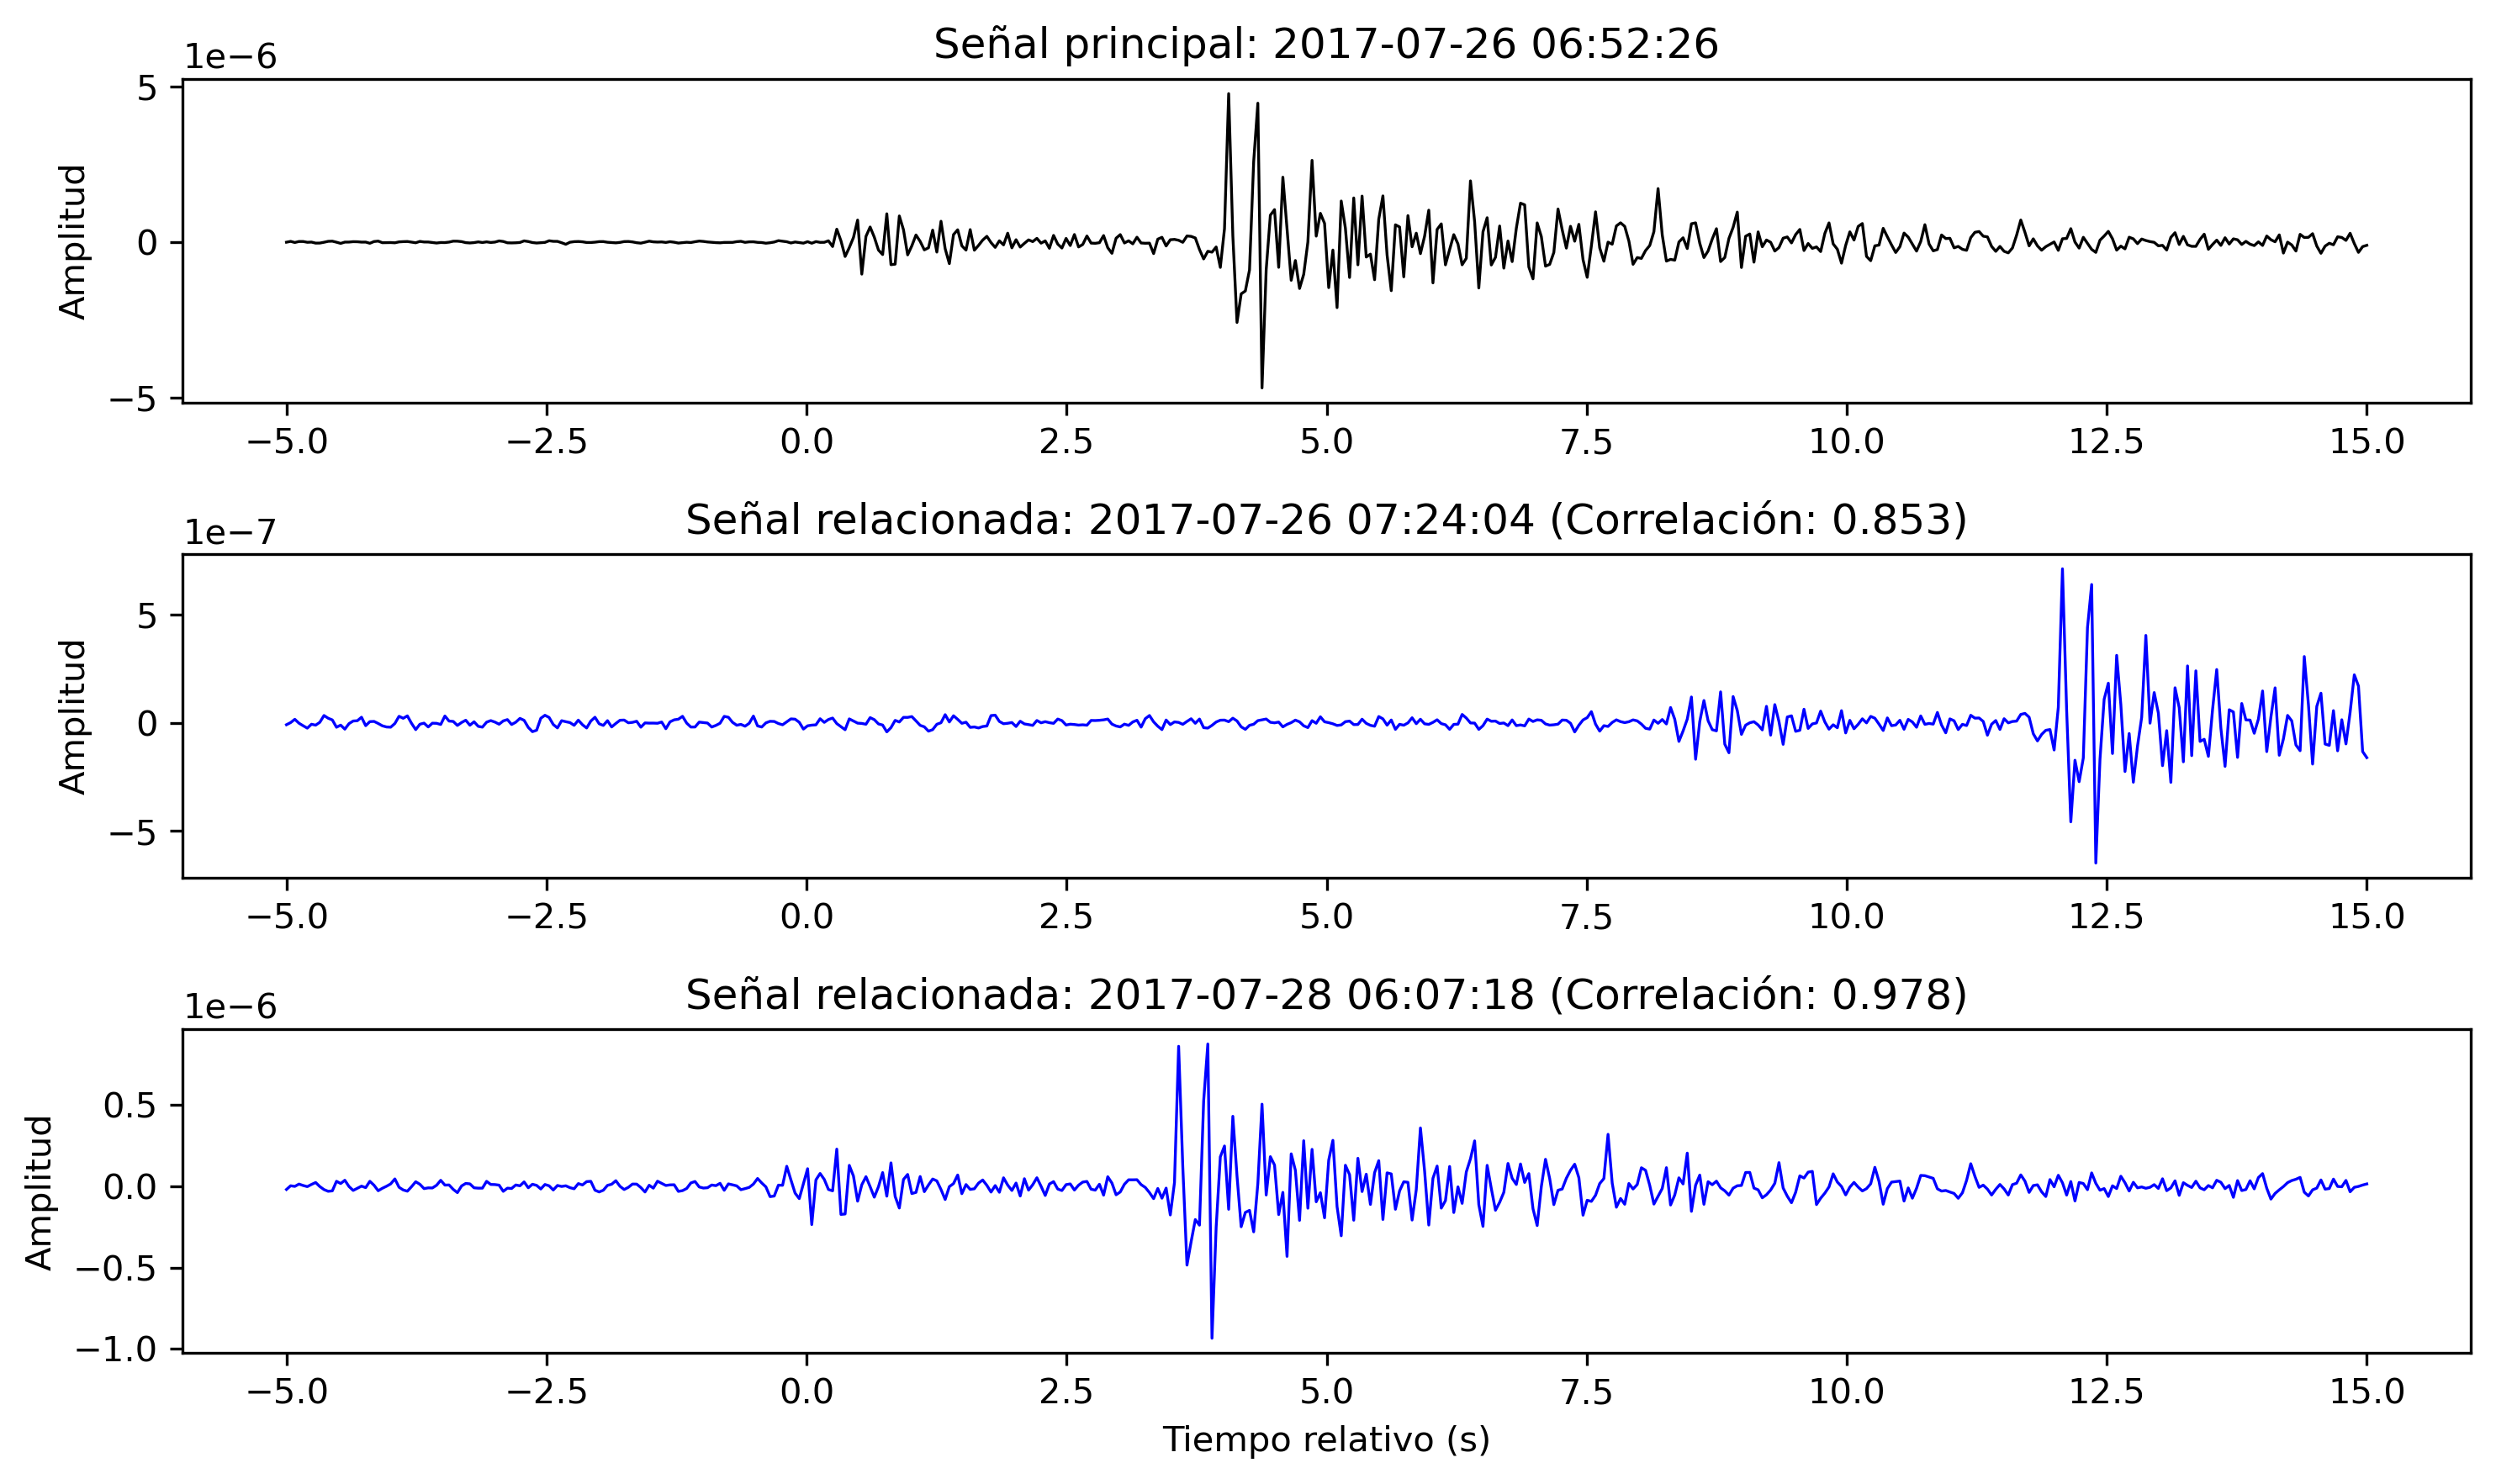 Señal principal: 2017-07-26 06:52:26
1e−6
5
0
−5
Amplitud
−5.0 −2.5 0.0 2.5 5.0 7.5 10.0 12.5 15.0
Señal relacionada: 2017-07-26 07:24:04 (Correlación: 0.853)
1e−7
5
0
−5
Amplitud
−5.0 −2.5 0.0 2.5 5.0 7.5 10.0 12.5 15.0
Señal relacionada: 2017-07-28 06:07:18 (Correlación: 0.978)
1e−6
0.5
0.0
−0.5
−1.0
Amplitud
−5.0 −2.5 0.0 2.5 5.0 7.5 10.0 12.5 15.0
Tiempo relativo (s)